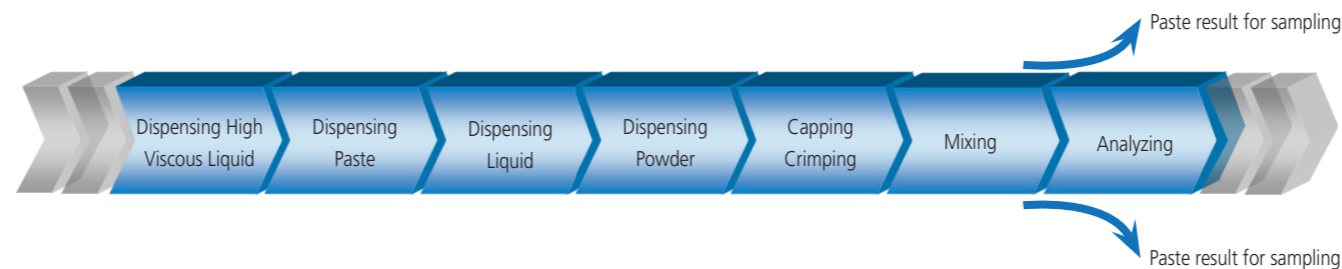 Paste result for sampling
Dispensing High
Viscous Liquid
Dispensing
Paste
Dispensing
Liquid
Dispensing
Powder
Capping
Crimping
Mixing
Analyzing
Paste result for sampling